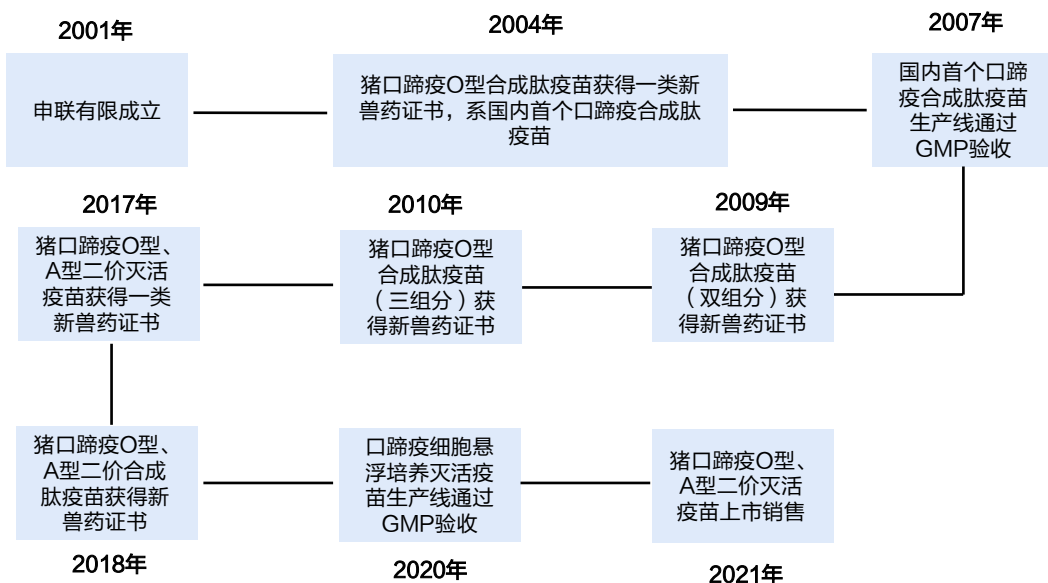 2001年
申联有限成立
2004年
猪口蹄疫O型合成肽疫苗获得一类新
兽药证书，系国内首个口蹄疫合成肽
疫苗
2007年
国内首个口蹄
疫合成肽疫苗
生产线通过
GMP验收
2009年
猪口蹄疫O型
合成肽疫苗
（双组分）获
得新兽药证书
2010年
猪口蹄疫O型
合成肽疫苗
（三组分）获
得新兽药证书
2017年
猪口蹄疫O型、
A型二价灭活
疫苗获得一类
新兽药证书
猪口蹄疫O型、
A型二价合成
肽疫苗获得新
兽药证书
2018年
口蹄疫细胞悬
浮培养灭活疫
苗生产线通过
GMP验收
2020年
猪口蹄疫O型、
A型二价灭活
疫苗上市销售
2021年